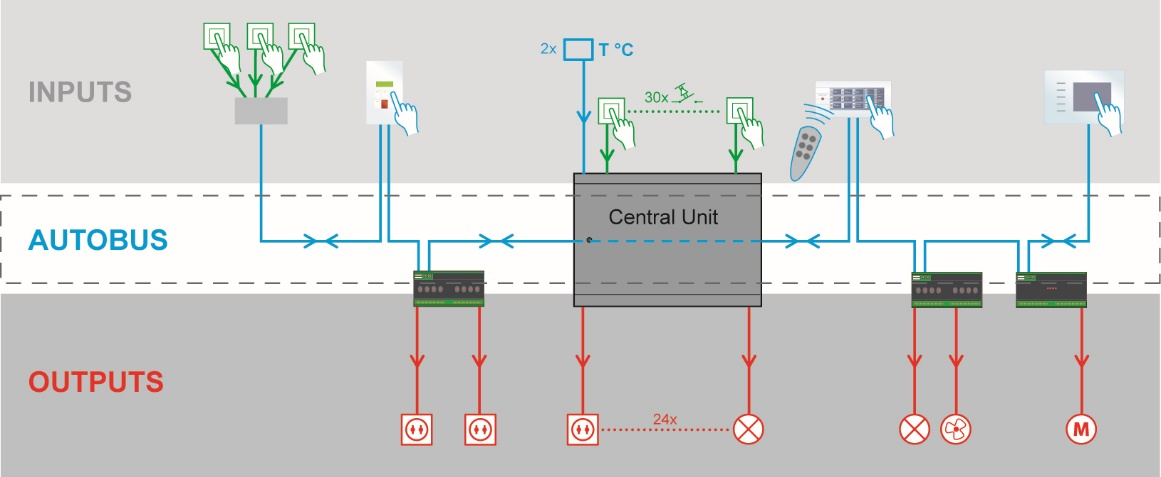 INPUTS
2x
T °C
30x
Central Unit
AUTOBUS
OUTPUTS
24x
M